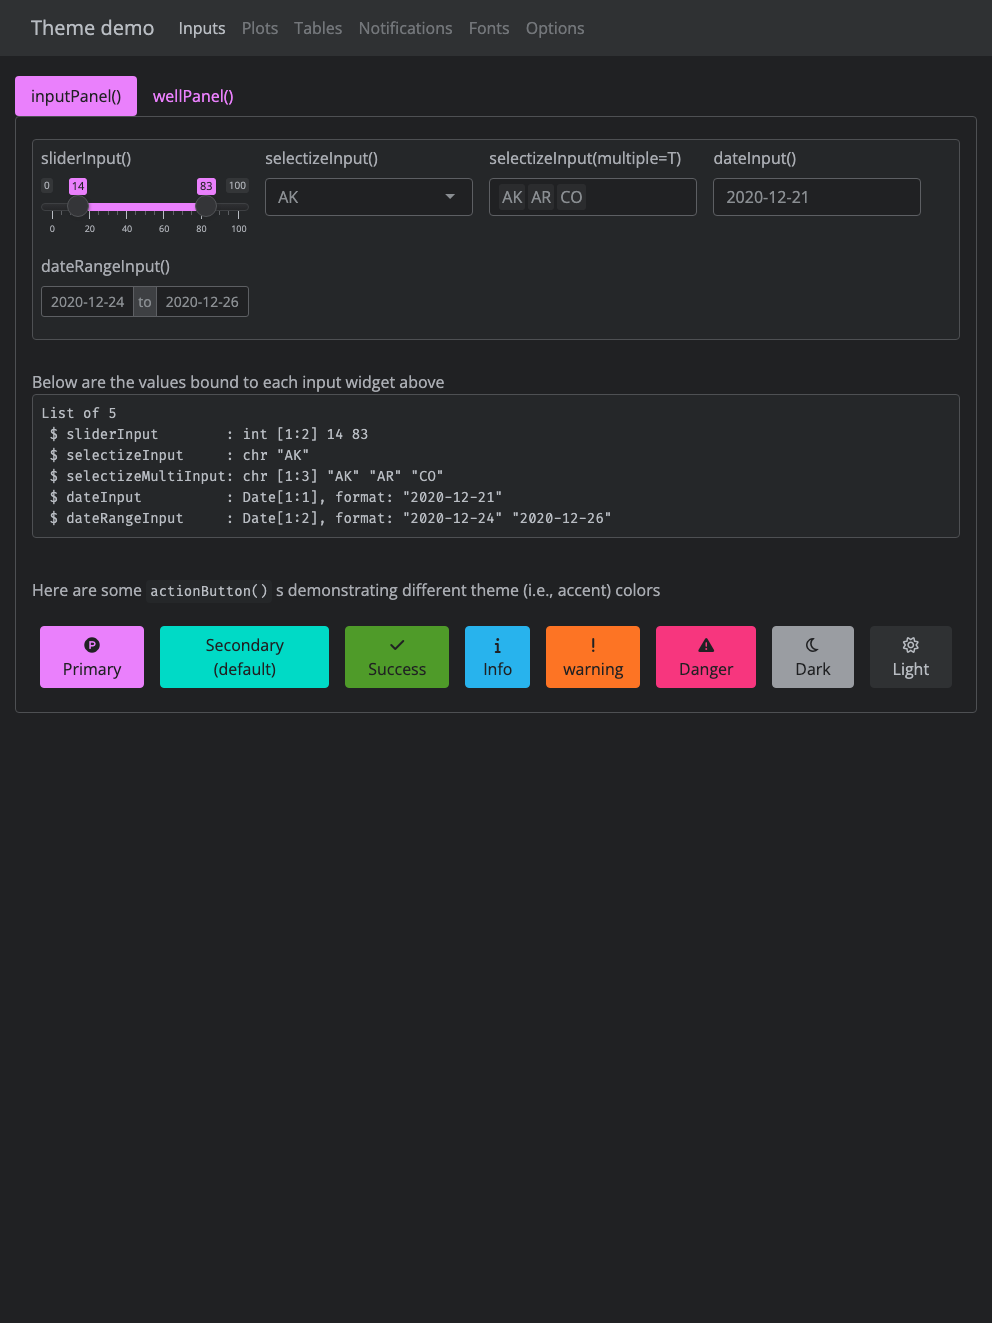 Theme demo Inputs Plots Tables Notifications Fonts Options
inputPanel() wellPanel()
sliderInput() selectizeInput() selectizeInput(multiple=T) dateInput()
0 14 83 100
AK AK AR CO 2020-12-21
0 20 40 60 80 100
dateRangeInput()
2020-12-24 to 2020-12-26
Below are the values bound to each input widget above
List of 5
 $ sliderInput        : int [1:2] 14 83
 $ selectizeInput     : chr "AK"
 $ selectizeMultiInput: chr [1:3] "AK" "AR" "CO"
 $ dateInput          : Date[1:1], format: "2020-12-21"
 $ dateRangeInput     : Date[1:2], format: "2020-12-24" "2020-12-26"
Here are some actionButton() s demonstrating different theme (i.e., accent) colors
Primary
Secondary
(default)
Success
Info
warning
Danger
Dark
Light